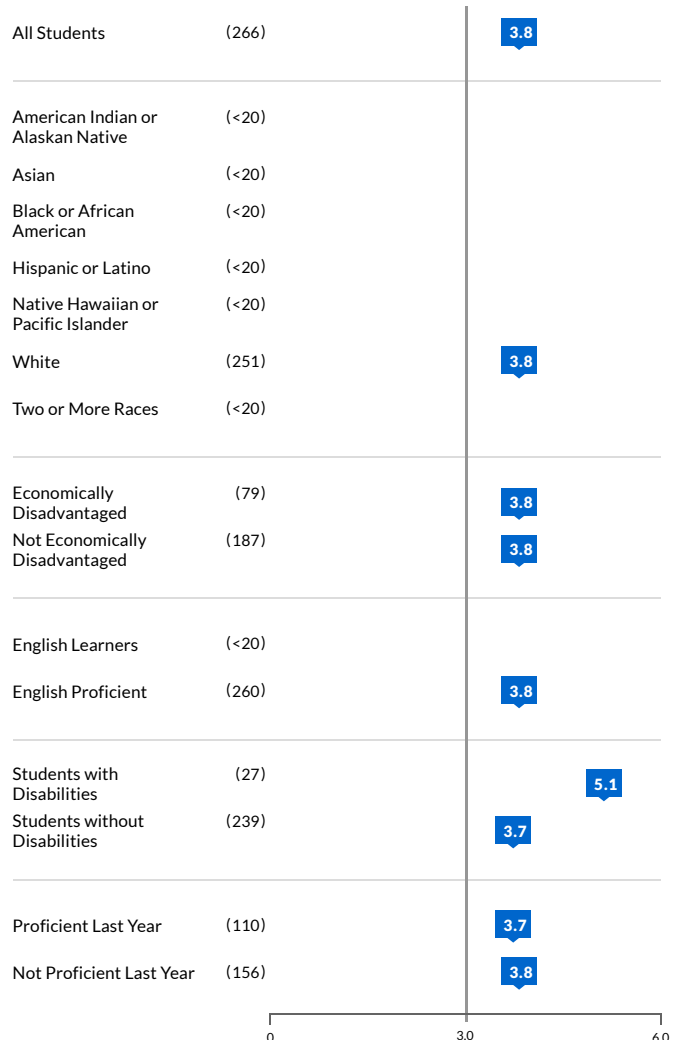 All Students (266) 3.8
American Indian or (<20)
Alaskan Native
Asian (<20)
Black or African (<20)
American
Hispanic or Latino (<20)
Native Hawaiian or (<20)
Pacific Islander
White (251) 3.8
Two or More Races (<20)
Economically (79) 3.8
Disadvantaged
Not Economically (187) 3.8
Disadvantaged
English Learners (<20)
English Proficient (260) 3.8
Students with (27) 5.1
Disabilities
Students without (239) 3.7
Disabilities
Proficient Last Year (110) 3.7
Not Proficient Last Year (156) 3.8
0 3.0 6.0